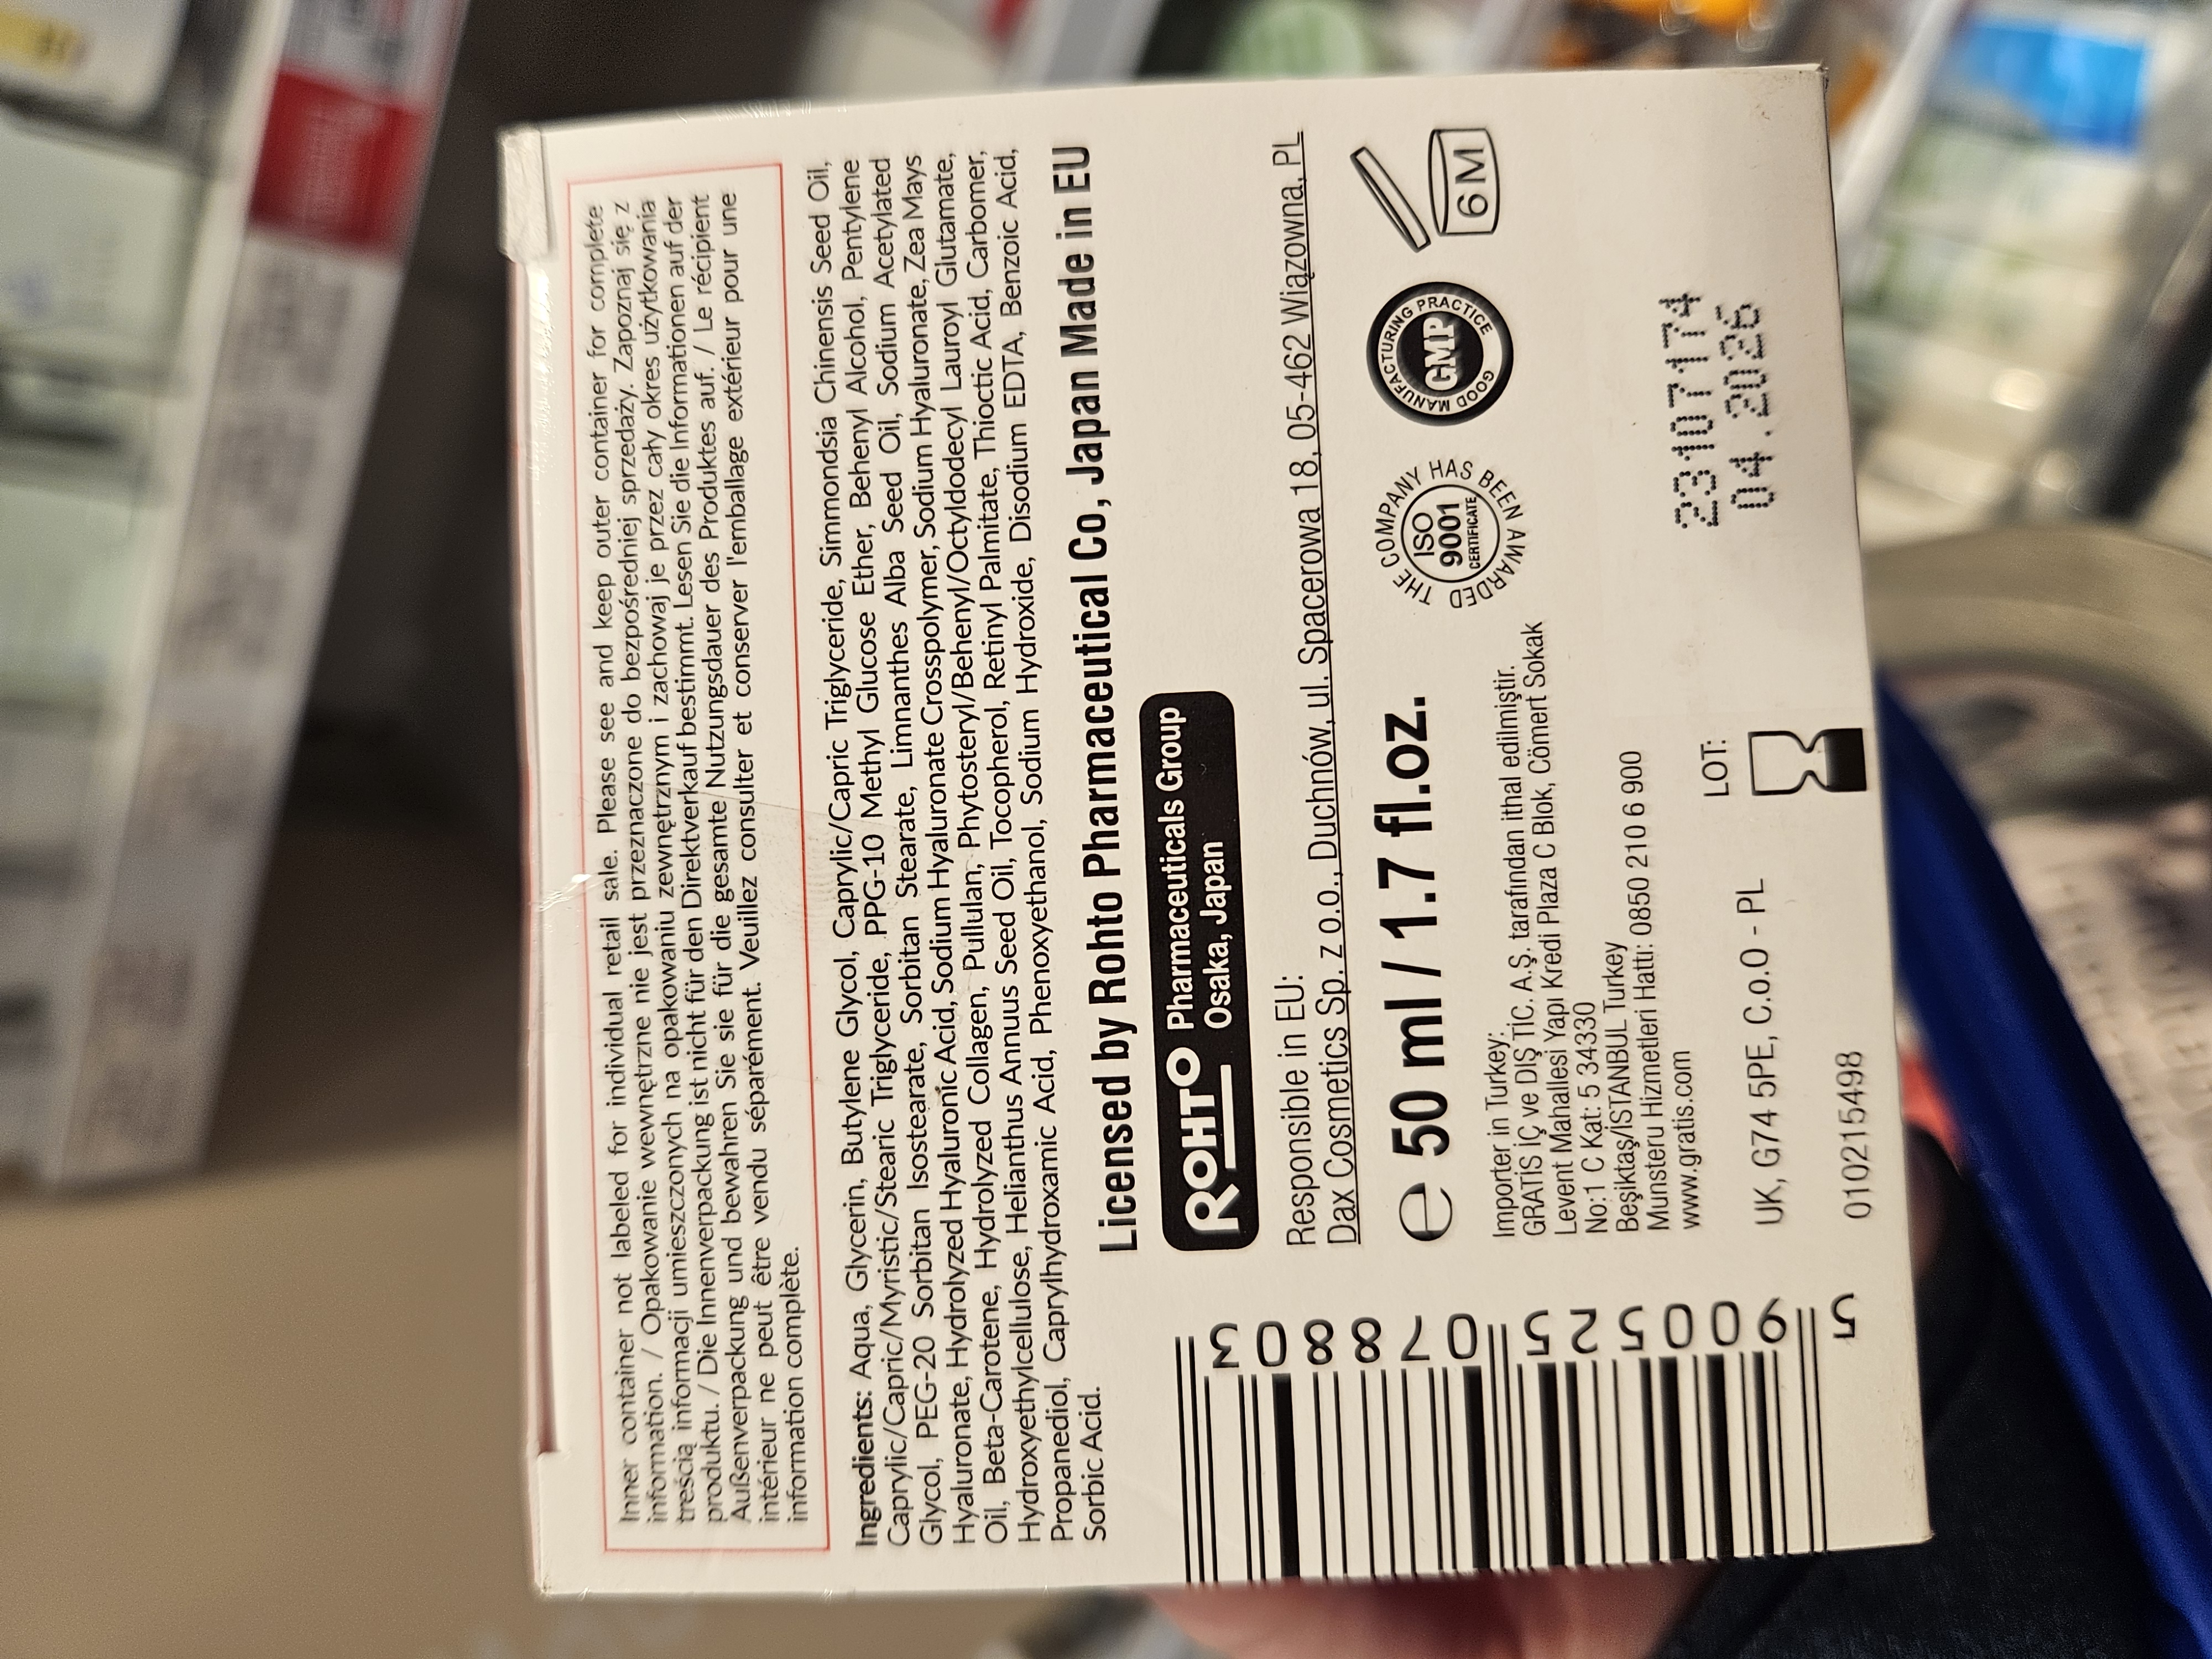 Inner container not labeled for individual retail sale. Please see and keep outer container for complete
information. / Opakowanie wewnętrzne nie jest przeznaczone do bezpośredniej sprzedaży. Zapoznaj się z
treścią informacji umieszczonych na opakowaniu zewnętrznym i zachowaj je przez cały okres użytkowania
produktu. / Die Innenverpackung ist nicht für den Direktverkauf bestimmt. Lesen Sie die Informationen auf der
Außenverpackung und bewahren Sie sie für die gesamte Nutzungsdauer des Produktes auf. / Le récipient
intérieur ne peut être vendu séparément. Veuillez consulter et conserver l'emballage extérieur pour une
information complète.
Ingredients: Aqua, Glycerin, Butylene Glycol, Caprylic/Capric Triglyceride, Simmondsia Chinensis Seed Oil,
Caprylic/Capric/Myristic/Stearic Triglyceride, PPG-10 Methyl Glucose Ether, Behenyl Alcohol, Pentylene
Glycol, PEG-20 Sorbitan Isostearate, Sorbitan Stearate, Limnanthes Alba Seed Oil, Sodium Acetylated
Hyaluronate, Hydrolyzed Hyaluronic Acid, Sodium Hyaluronate Crosspolymer, Sodium Hyaluronate, Zea Mays
Oil, Beta-Carotene, Hydrolyzed Collagen, Pullulan, Phytosteryl/Behenyl/Octyldodecyl Lauroyl Glutamate,
Hydroxyethylcellulose, Helianthus Annuus Seed Oil, Tocopherol, Retinyl Palmitate, Thioctic Acid, Carbomer,
Propanediol, Caprylhydroxamic Acid, Phenoxyethanol, Sodium Hydroxide, Disodium EDTA, Benzoic Acid,
Sorbic Acid.
Licensed by Rohto Pharmaceutical Co, Japan Made in EU
ROHTO Pharmaceuticals Group
Osaka, Japan
Responsible in EU:
Dax Cosmetics Sp. z o.o., Duchnów, ul. Spacerowa 18, 05-462 Wiązowna, PL
e 50 ml / 1.7 fl.oz.
THE COMPANY HAS BEEN AWARDED
ISO
9001
CERTIFICATE
GOOD MANUFACTURING PRACTICE
GMP
6M
Importer in Turkey:
GRATİS İÇ ve DIŞ TİC. A.Ş. tarafından ithal edilmiştir.
Levent Mahallesi Yapı Kredi Plaza C Blok, Cömert Sokak
No:1 C Kat: 5 34330
Beşiktaş/İSTANBUL Turkey
Munsteru Hizmetleri Hattı: 0850 210 6 900
www.gratis.com
UK, G74 5PE, C.o.O - PL
LOT:
23107174
04.2026
010215498
5 900525 078803